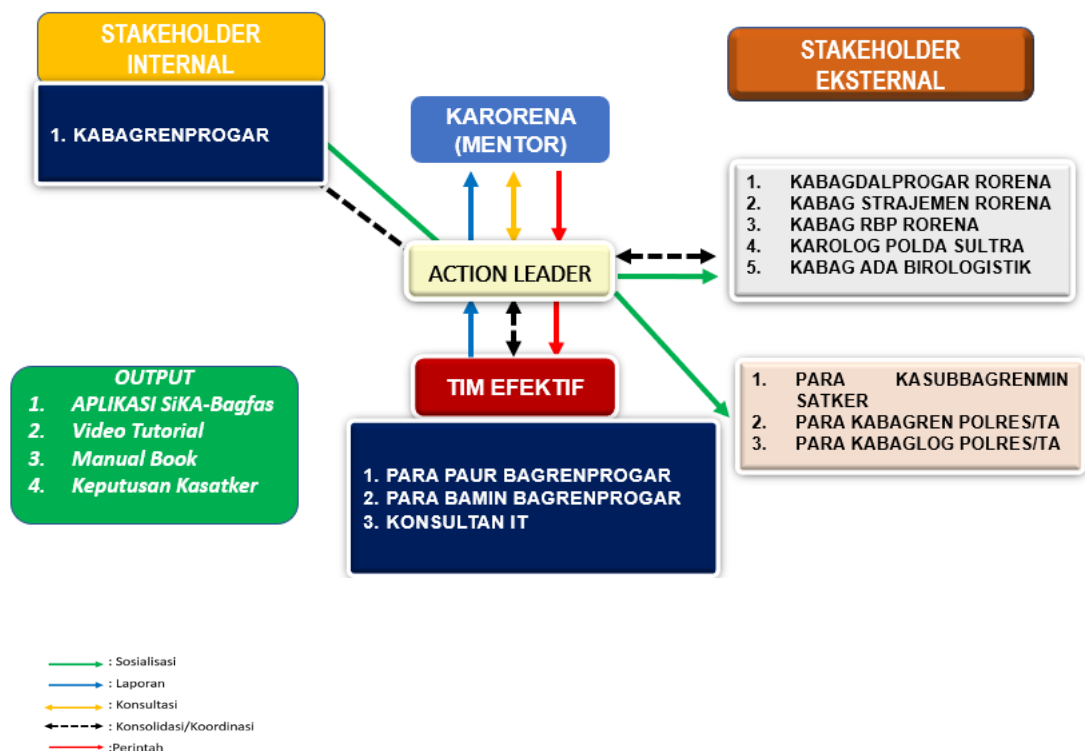 STAKEHOLDER
INTERNAL
1. KABAGRENPROGAR
KARORENA
(MENTOR)
STAKEHOLDER
EKSTERNAL
1. KABAGDALPROGAR RORENA
2. KABAG STRAJEMEN RORENA
3. KABAG RBP RORENA
4. KAROLOG POLDA SULTRA
5. KABAG ADA BIROLOGISTIK
ACTION LEADER
OUTPUT
1. APLIKASI SiKA-Bagfas
2. Video Tutorial
3. Manual Book
4. Keputusan Kasatker
TIM EFEKTIF
1. PARA PAUR BAGRENPROGAR
2. PARA BAMIN BAGRENPROGAR
3. KONSULTAN IT
1. PARA KASUBBAGRENMIN
SATKER
2. PARA KABAGREN POLRES/TA
3. PARA KABAGLOG POLRES/TA
: Sosialisasi
: Laporan
: Konsultasi
: Konsolidasi/Koordinasi
:Perintah